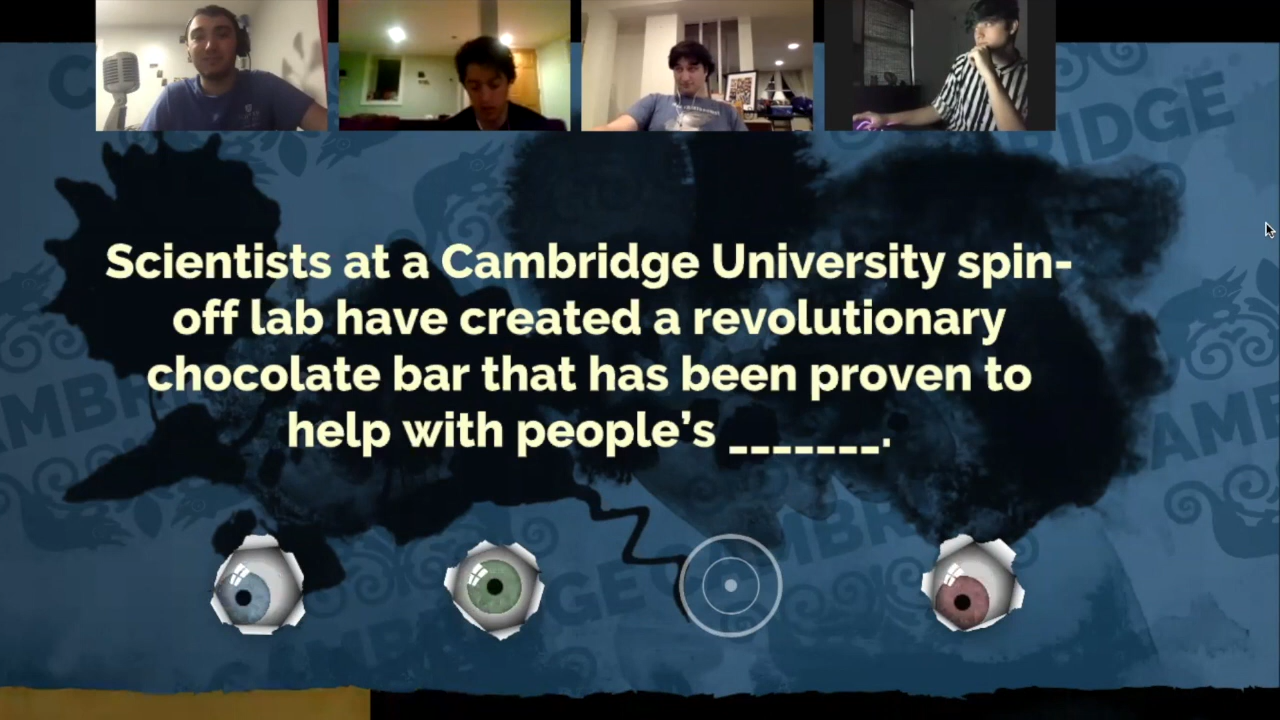 Scientists at a Cambridge University spin-
off lab have created a revolutionary
chocolate bar that has been proven to
help with people's _______.
CAMBRIDGE